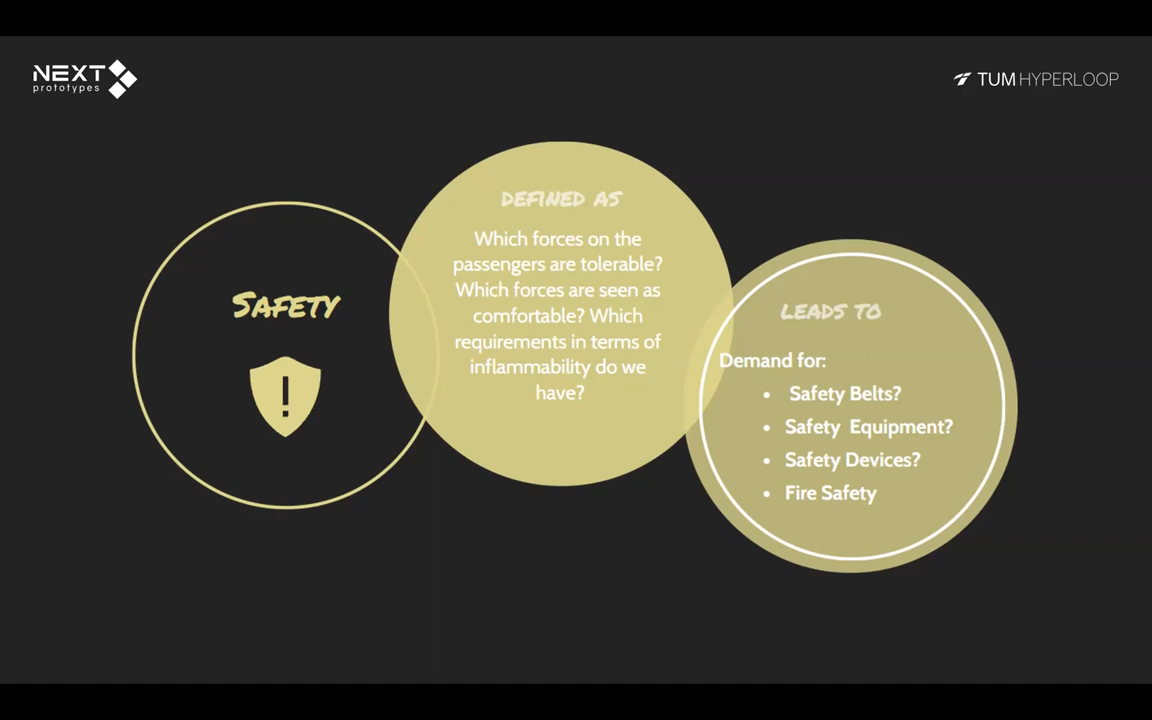 NEXT
prototypes
TUM HYPERLOOP
SAFETY
DEFINED AS
Which forces on the
passengers are tolerable?
Which forces are seen as
comfortable? Which
requirements in terms of
inflammability do we
have?
LEADS TO
Demand for:
• Safety Belts?
• Safety Equipment?
• Safety Devices?
• Fire Safety